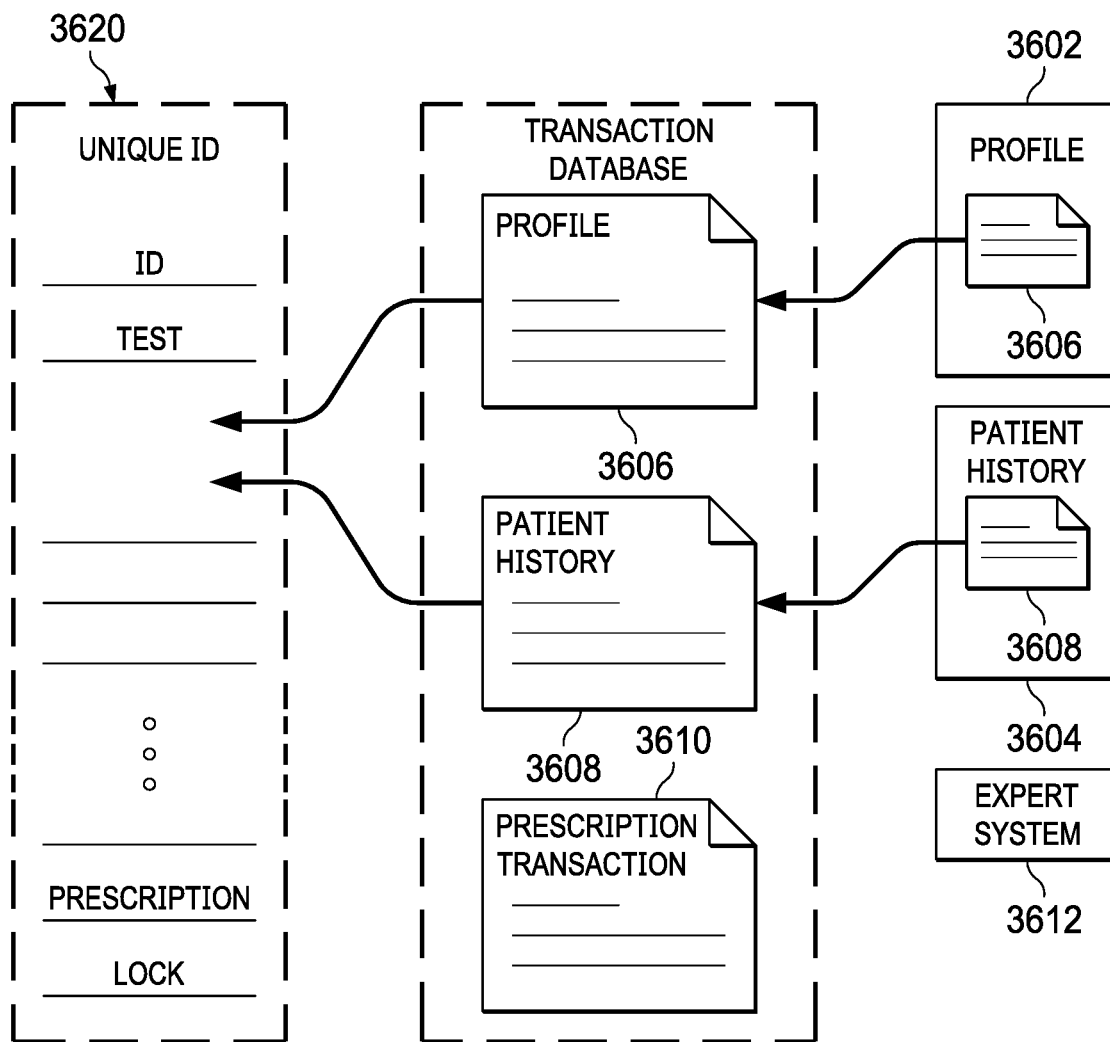 3620
UNIQUE ID
ID
TEST
PRESCRIPTION
LOCK
TRANSACTION
DATABASE
PROFILE
3606
PATIENT
HISTORY
3608
3610
PRESCRIPTION
TRANSACTION
3602
PROFILE
3606
PATIENT
HISTORY
3608
3604
EXPERT
SYSTEM
3612